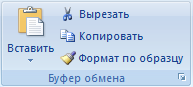 Вырезать
Копировать
Вставить
Формат по образцу
Буфер обмена